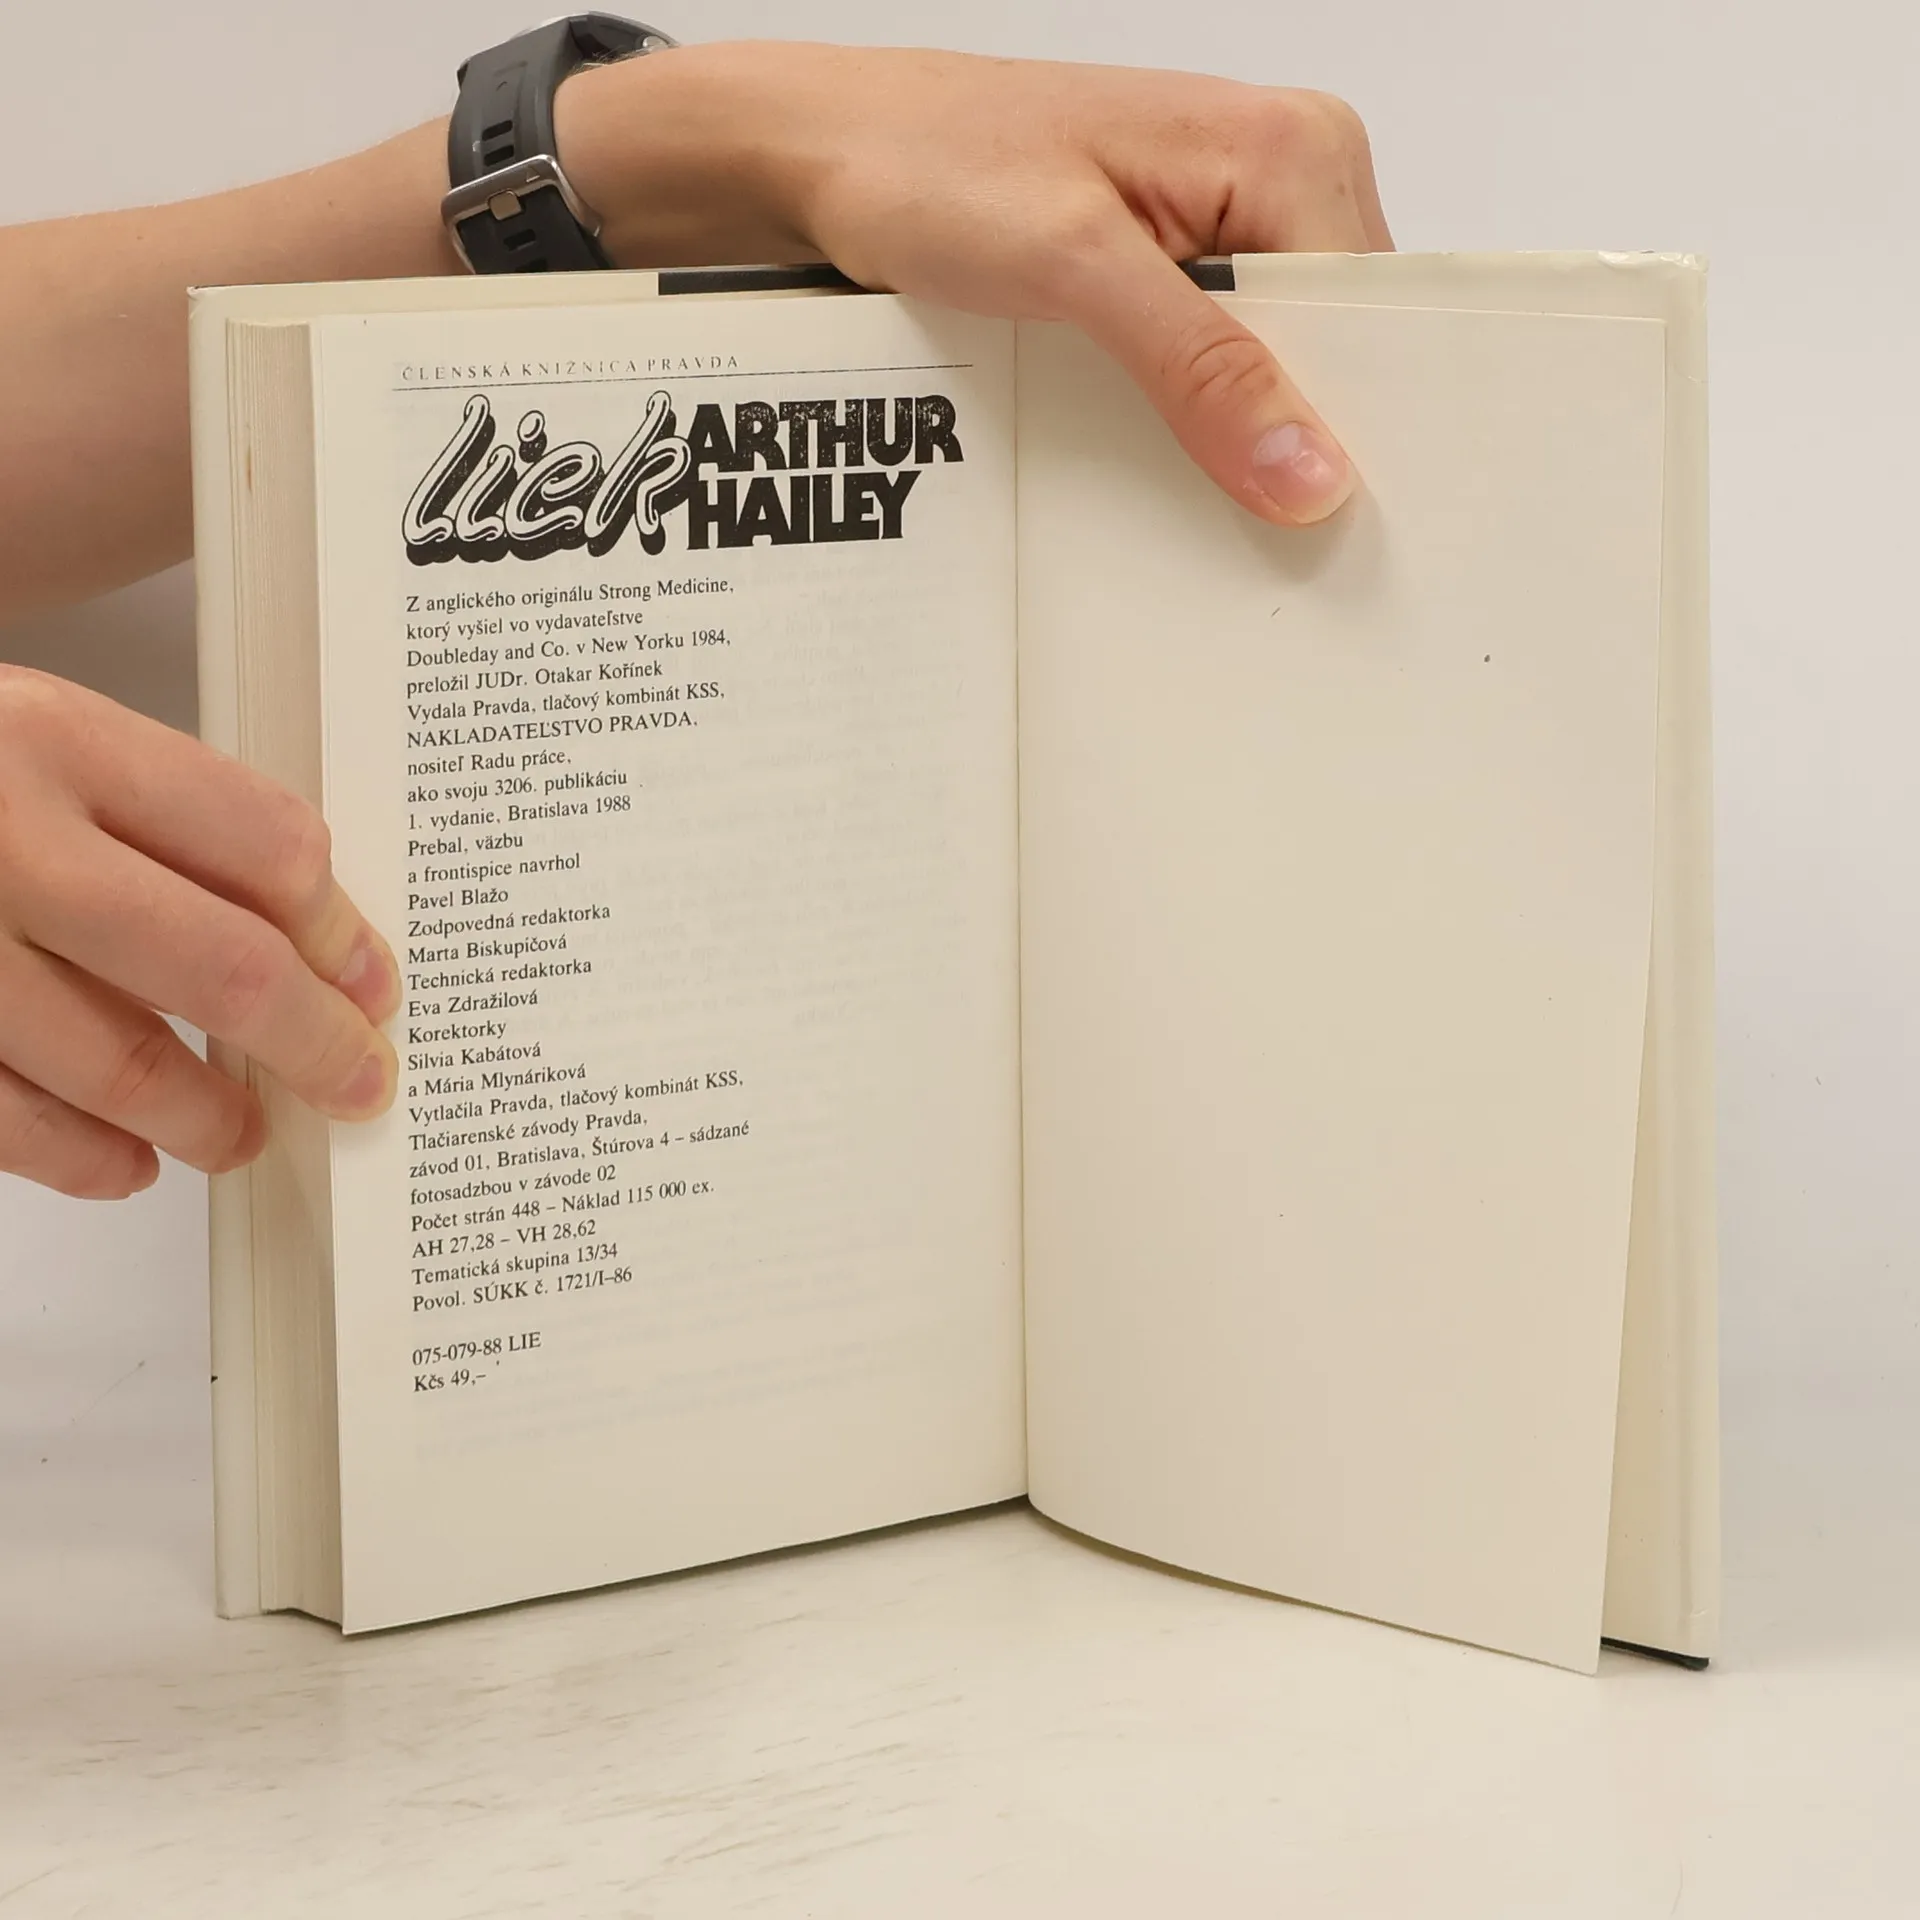 ČLENSKÁ KNIŽNICA PRAVDA
Liek ARTHUR
HAILEY
Z anglického originálu Strong Medicine,
ktorý vyšiel vo vydavateľstve
Doubleday and Co. v New Yorku 1984,
preložil JUDr. Otakar Kořínek
Vydala Pravda, tlačový kombinát KSS,
NAKLADATEĽSTVO PRAVDA,
nositeľ Radu práce,
ako svoju 3206. publikáciu
1. vydanie, Bratislava 1988
Prebal, väzbu
a frontispice navrhol
Pavel Blažo
Zodpovedná redaktorka
Marta Biskupičová
Technická redaktorka
Eva Zdražilová
Korektorky
Silvia Kabátová
a Mária Mlynáriková
Vytlačila Pravda, tlačový kombinát KSS,
Tlačiarenské závody Pravda,
závod 01, Bratislava, Štúrova 4 – sádzané
fotosadzbou v závode 02
Počet strán 448 – Náklad 115 000 ex.
AH 27,28 – VH 28,62
Tematická skupina 13/34
Povol. SÚKK č. 1721/I–86
075-079-88 LIE
Kčs 49,–